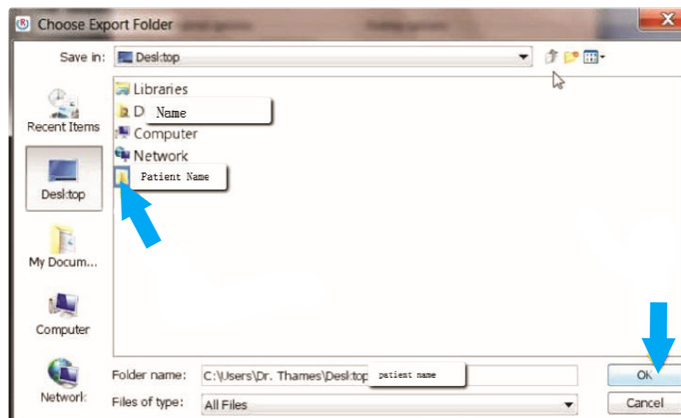 Choose Export Folder
Save in: Desktop
Libraries
D Name
Recent Items
Computer
Network
Patient Name
Desktop
My Docum...
Computer
Folder name: C:\Users\Dr. Thames\Desktop patient name OK
Network
Files of type: All Files Cancel